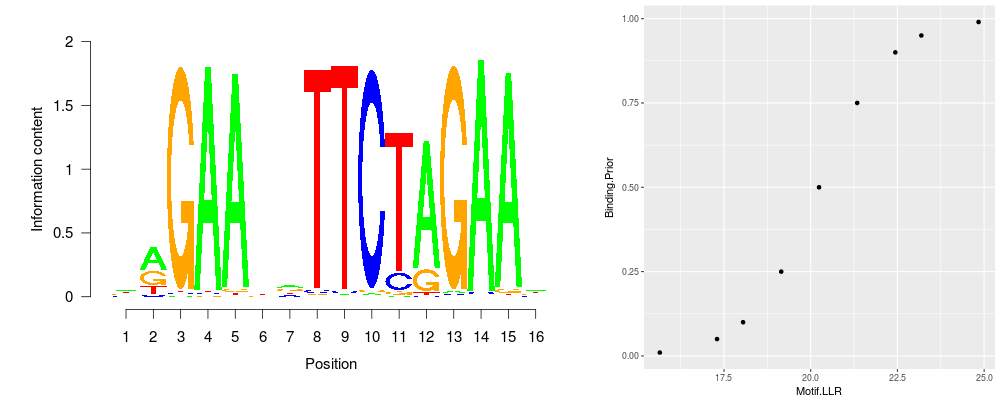 2
1.5
1
0.5
0
Information content
A G T G A A T T C T C A G G A A
1 2 3 4 5 6 7 8 9 10 11 12 13 14 15 16
Position
1.00
0.75
0.50
0.25
0.00
Binding.Prior
17.5 20.0 22.5 25.0
Motif.LLR